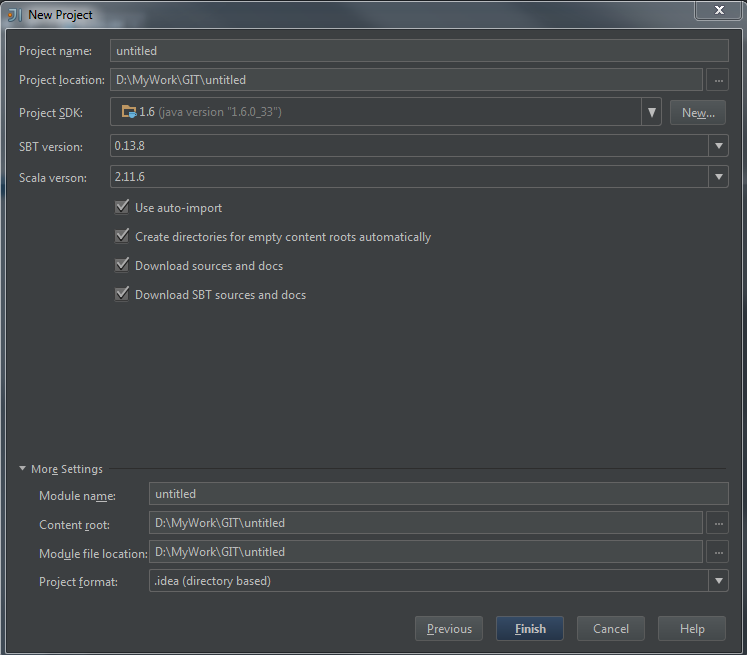 New Project
Project name: untitled
Project location: D:\MyWork\GIT\untitled ...
Project SDK: 1.6 (java version "1.6.0_33") New...
SBT version: 0.13.8
Scala verson: 2.11.6
Use auto-import
Create directories for empty content roots automatically
Download sources and docs
Download SBT sources and docs
More Settings
Module name: untitled
Content root: D:\MyWork\GIT\untitled ...
Module file location: D:\MyWork\GIT\untitled ...
Project format: .idea (directory based)
Previous Finish Cancel Help